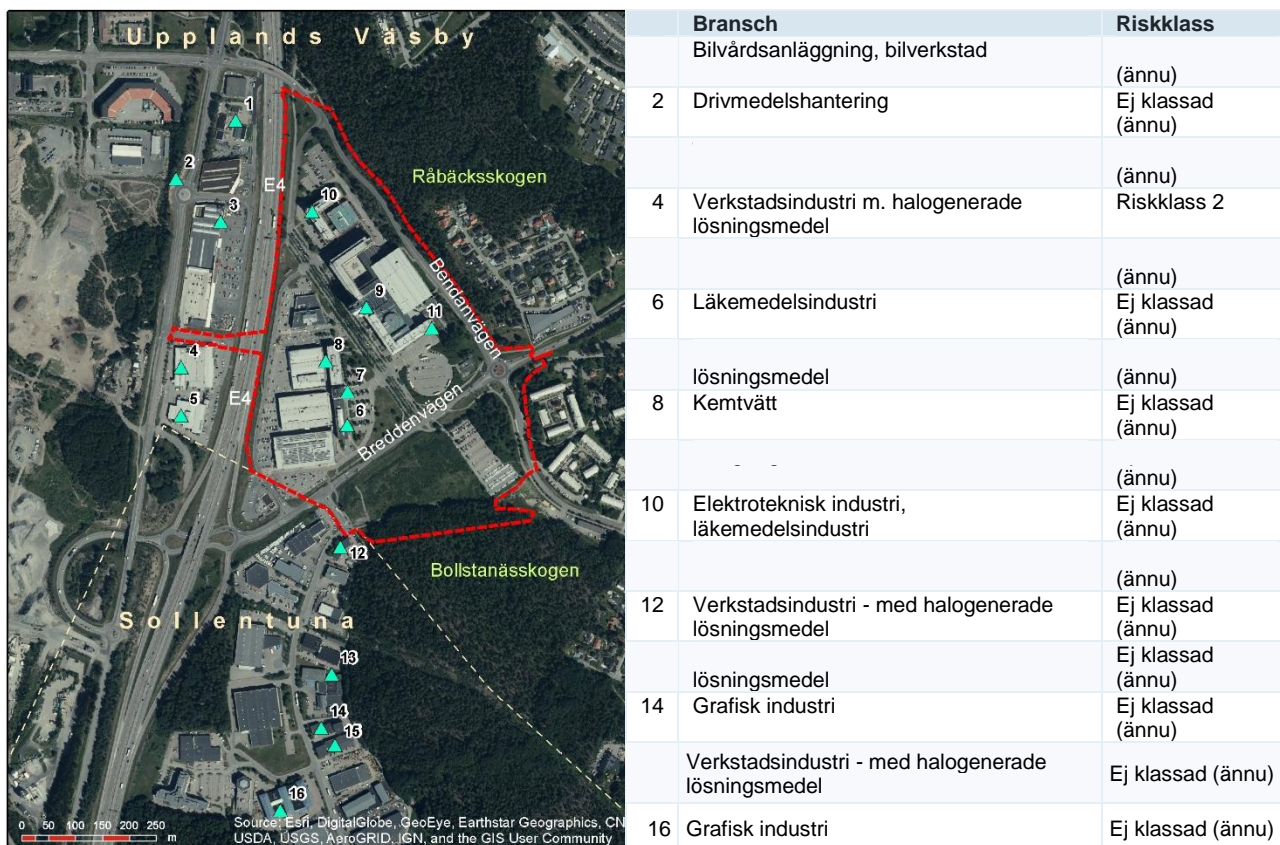 Upplands Väsby
1
2
3
E4
Råbäcksskogen
10
Bendanvägen
9
11
8
4
7
5
E4
6
Breddenvägen
12
Bollstanässkogen
Sollentuna
13
14
15
16
0 50 100 150 200 250
m
Source: Esri, DigitalGlobe, GeoEye, Earthstar Geographics, CN
USDA, USGS, AeroGRID, IGN, and the GIS User Community
Bransch Riskklass
Bilvårdsanläggning, bilverkstad
(ännu)
2 Drivmedelshantering Ej klassad
(ännu)
(ännu)
4 Verkstadsindustri m. halogenerade Riskklass 2
lösningsmedel
(ännu)
6 Läkemedelsindustri Ej klassad
(ännu)
lösningsmedel (ännu)
8 Kemtvätt Ej klassad
(ännu)
(ännu)
10 Elektroteknisk industri, Ej klassad
läkemedelsindustri (ännu)
(ännu)
12 Verkstadsindustri - med halogenerade Ej klassad
lösningsmedel (ännu)
Ej klassad
lösningsmedel (ännu)
14 Grafisk industri Ej klassad
(ännu)
Verkstadsindustri - med halogenerade
lösningsmedel Ej klassad (ännu)
16 Grafisk industri Ej klassad (ännu)